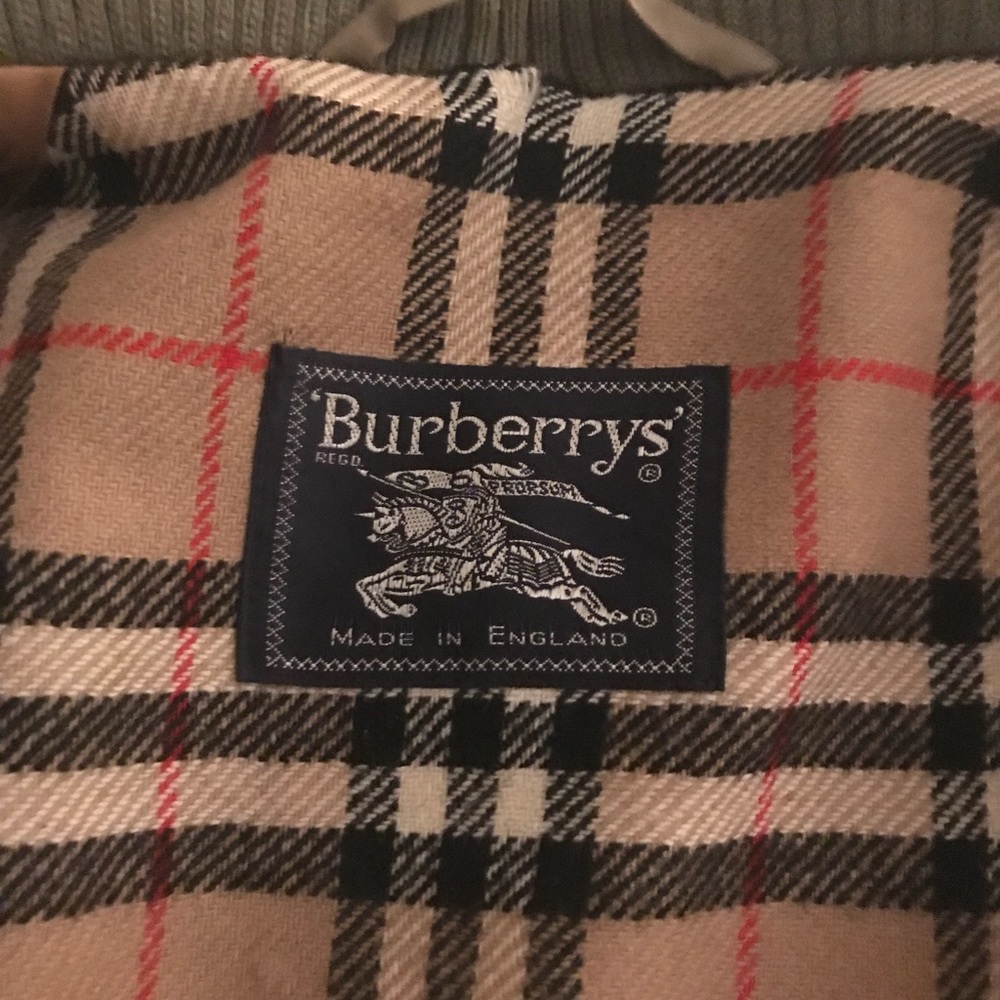 ‘Burberrys’
REGD. ®
PRORSUM
®
MADE IN ENGLAND